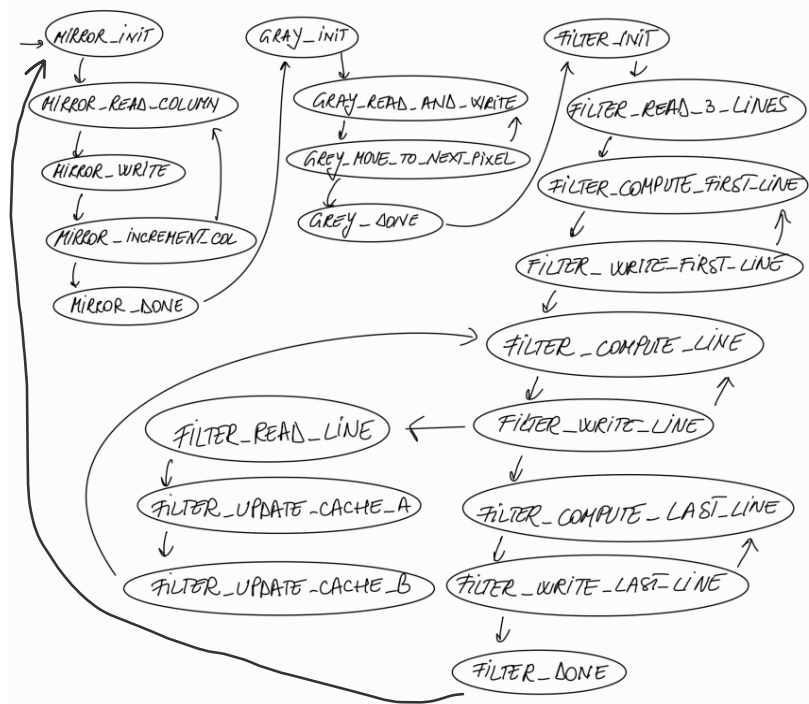 MIRROR_INIT
MIRROR_READ_COLUMN
MIRROR_WRITE
MIRROR_INCREMENT_COL
MIRROR_DONE
GRAY_INIT
GRAY_READ_AND_WRITE
GREY_MOVE_TO_NEXT_PIXEL
GREY_DONE
FILTER_INIT
FILTER_READ_3_LINES
FILTER_COMPUTE_FIRST_LINE
FILTER_WRITE_FIRST_LINE
FILTER_COMPUTE_LINE
FILTER_WRITE_LINE
FILTER_READ_LINE
FILTER_UPDATE_CACHE_A
FILTER_UPDATE_CACHE_B
FILTER_COMPUTE_LAST_LINE
FILTER_WRITE_LAST_LINE
FILTER_DONE